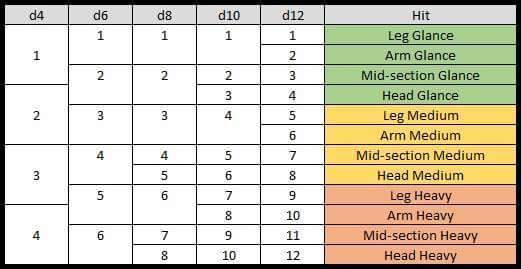 d4 d6 d8 d10 d12 Hit
1 1 1 1 Leg Glance
1 2 Arm Glance
2 2 2 3 Mid-section Glance
3 4 Head Glance
2 3 3 4 5 Leg Medium
6 Arm Medium
4 4 5 7 Mid-section Medium
3 5 6 8 Head Medium
5 6 7 9 Leg Heavy
8 10 Arm Heavy
4 6 7 9 11 Mid-section Heavy
8 10 12 Head Heavy